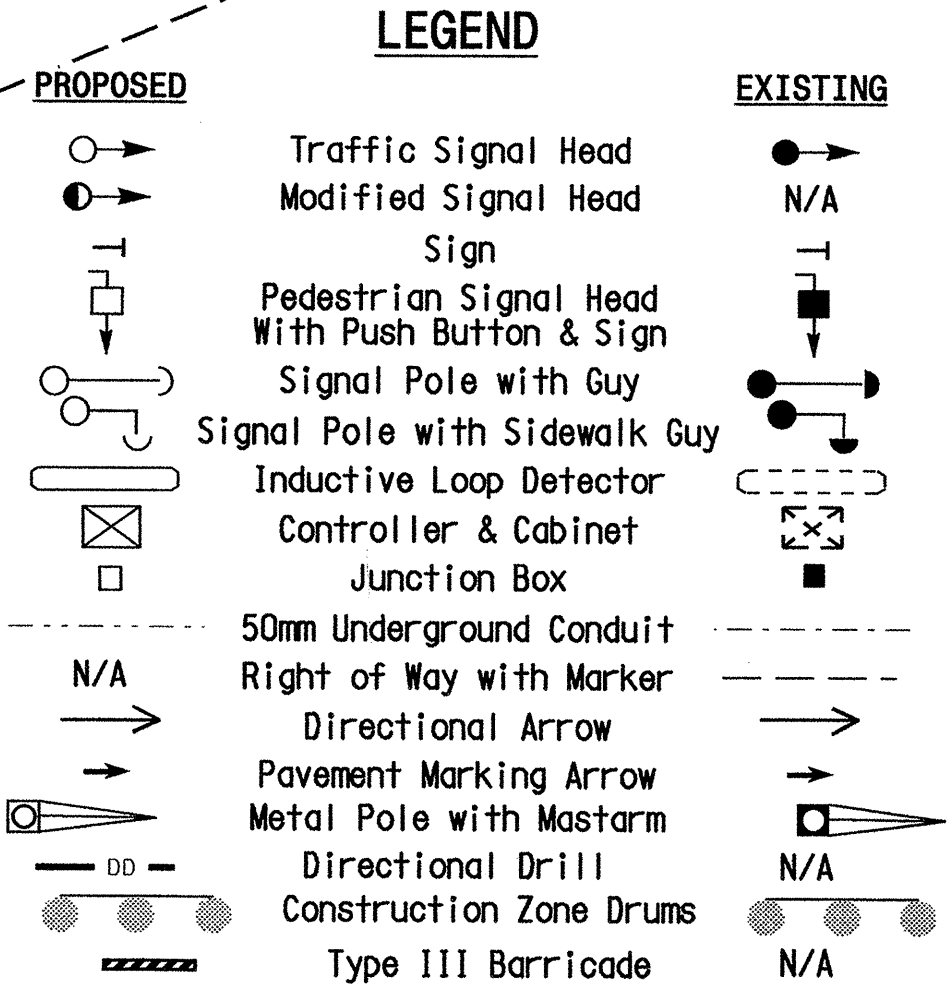 LEGEND
PROPOSED EXISTING
Traffic Signal Head
Modified Signal Head N/A
Sign
Pedestrian Signal Head
With Push Button & Sign
Signal Pole with Guy
Signal Pole with Sidewalk Guy
Inductive Loop Detector
Controller & Cabinet
Junction Box
50mm Underground Conduit
N/A Right of Way with Marker
Directional Arrow
Pavement Marking Arrow
Metal Pole with Mastarm
DD Directional Drill N/A
Construction Zone Drums
Type III Barricade N/A